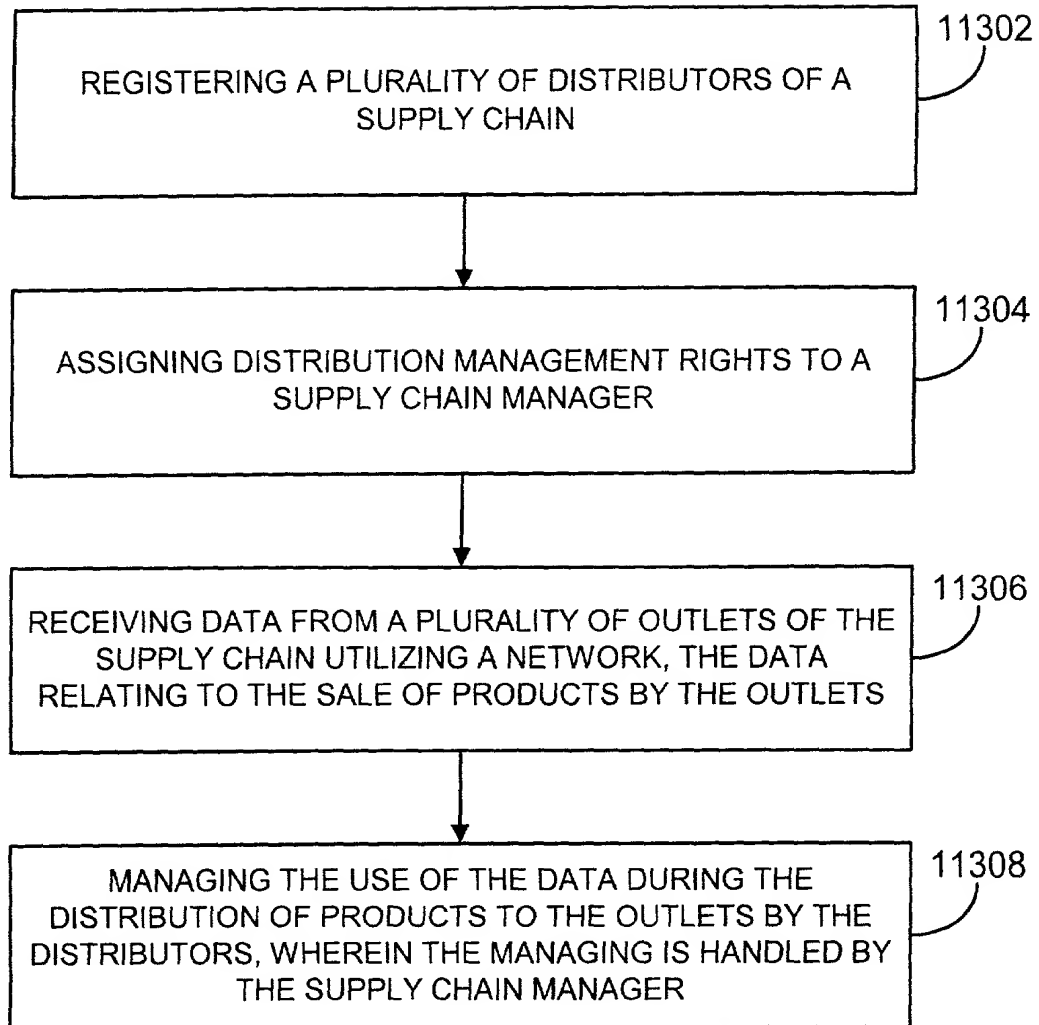 11302
REGISTERING A PLURALITY OF DISTRIBUTORS OF A
SUPPLY CHAIN
11304
ASSIGNING DISTRIBUTION MANAGEMENT RIGHTS TO A
SUPPLY CHAIN MANAGER
11306
RECEIVING DATA FROM A PLURALITY OF OUTLETS OF THE
SUPPLY CHAIN UTILIZING A NETWORK, THE DATA
RELATING TO THE SALE OF PRODUCTS BY THE OUTLETS
11308
MANAGING THE USE OF THE DATA DURING THE
DISTRIBUTION OF PRODUCTS TO THE OUTLETS BY THE
DISTRIBUTORS, WHEREIN THE MANAGING IS HANDLED BY
THE SUPPLY CHAIN MANAGER